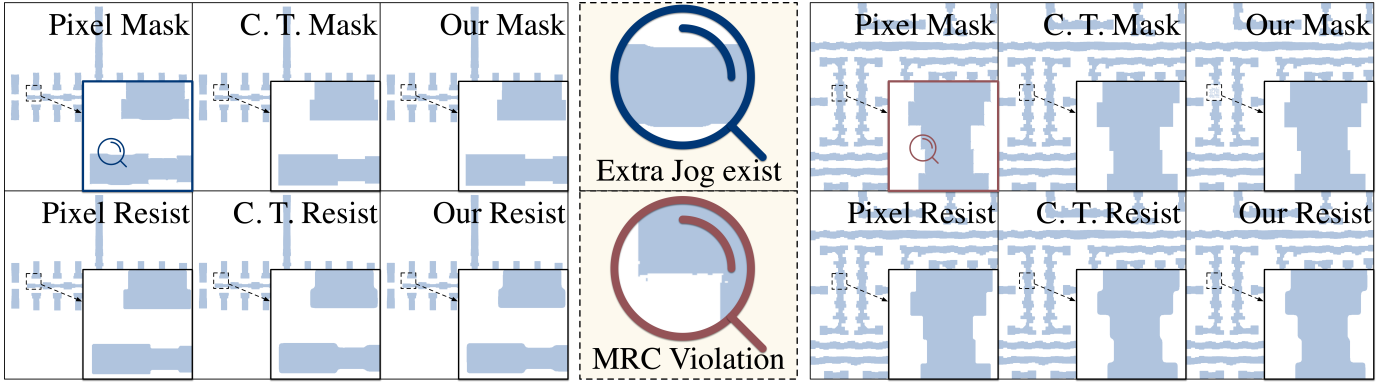 Pixel Mask
C. T. Mask
Our Mask
Pixel Resist
C. T. Resist
Our Resist
Extra Jog exist
MRC Violation
Pixel Mask
C. T. Mask
Our Mask
Pixel Resist
C. T. Resist
Our Resist